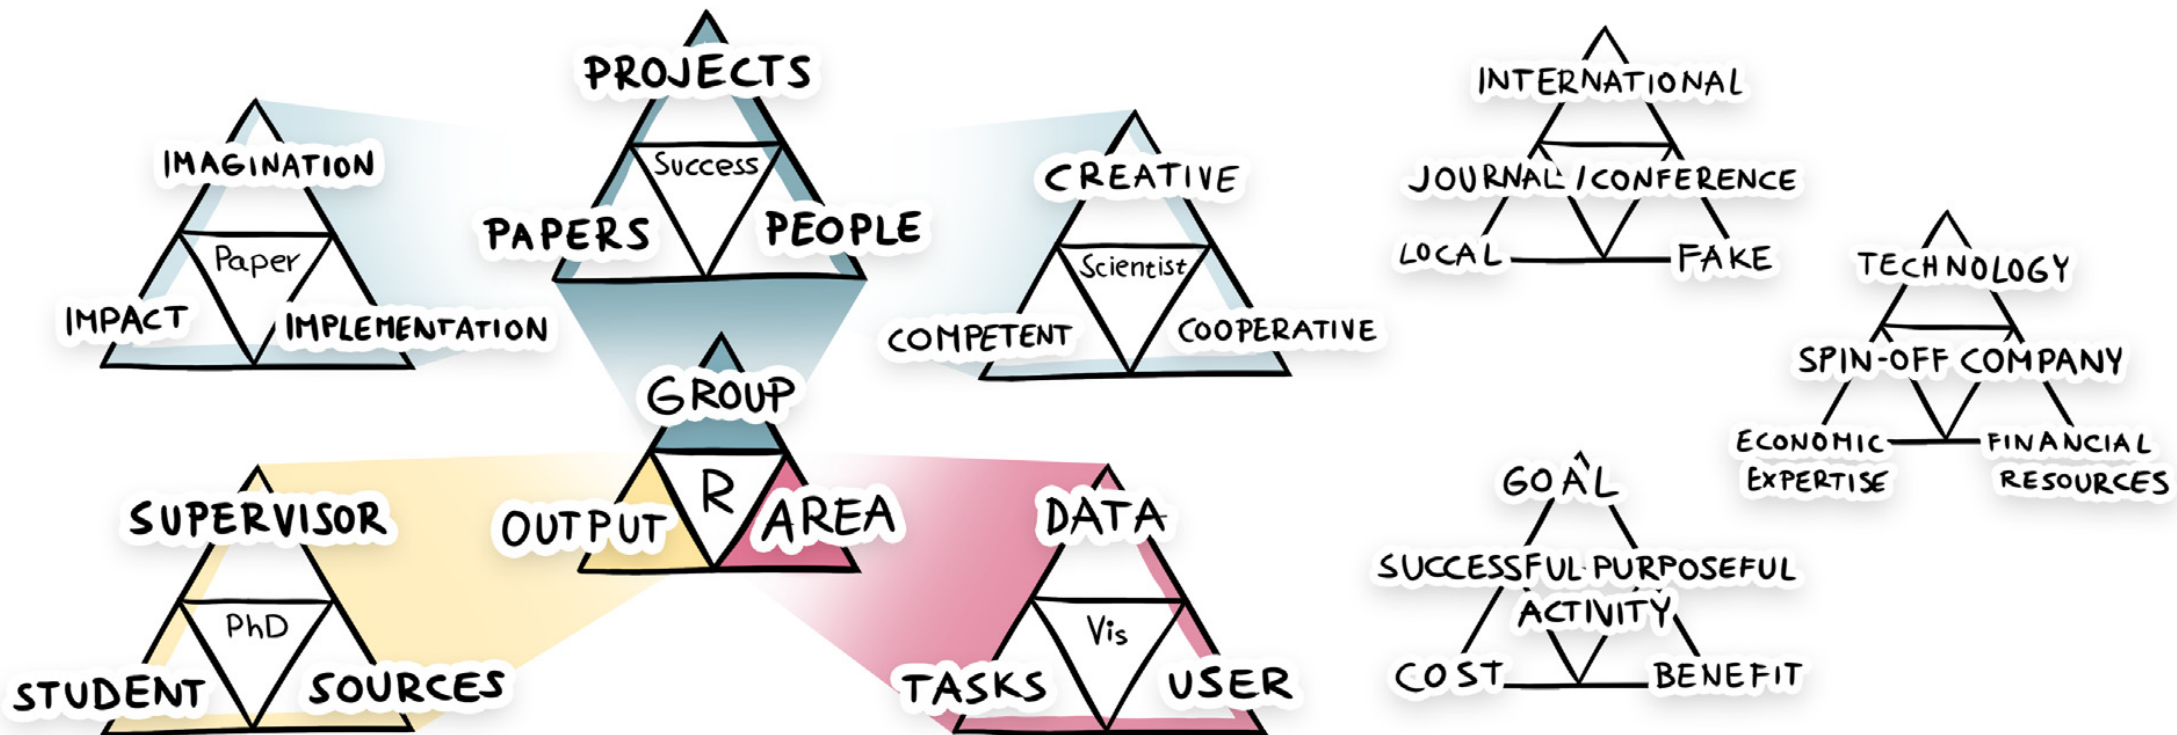 PROJECTS
Success
PAPERS
PEOPLE
IMAGINATION
Paper
IMPACT
IMPLEMENTATION
CREATIVE
Scientist
COMPETENT
COOPERATIVE
GROUP
R
OUTPUT
AREA
SUPERVISOR
PhD
STUDENT
SOURCES
DATA
Vis
TASKS
USER
INTERNATIONAL
JOURNAL/CONFERENCE
LOCAL
FAKE
TECHNOLOGY
SPIN-OFF COMPANY
ECONOMIC
EXPERTISE
FINANCIAL
RESOURCES
GOAL
SUCCESSFUL PURPOSEFUL
ACTIVITY
COST
BENEFIT